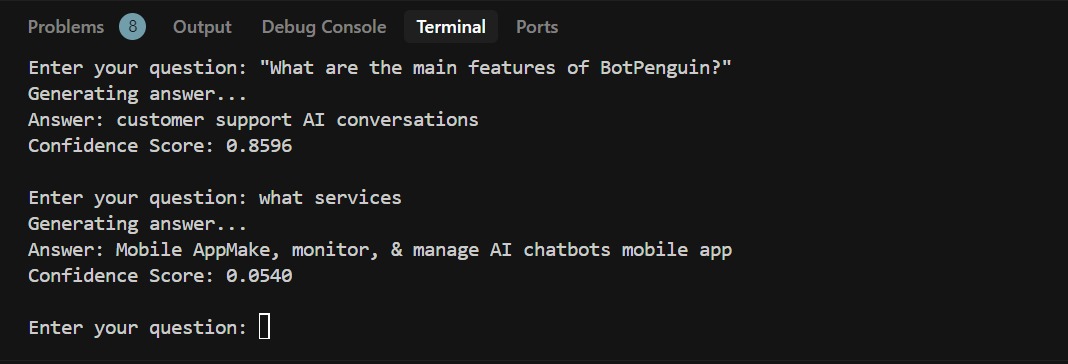 Problems 8 Output Debug Console Terminal Ports
Enter your question: "What are the main features of BotPenguin?"
Generating answer...
Answer: customer support AI conversations
Confidence Score: 0.8596
Enter your question: what services
Generating answer...
Answer: Mobile AppMake, monitor, & manage AI chatbots mobile app
Confidence Score: 0.0540
Enter your question: